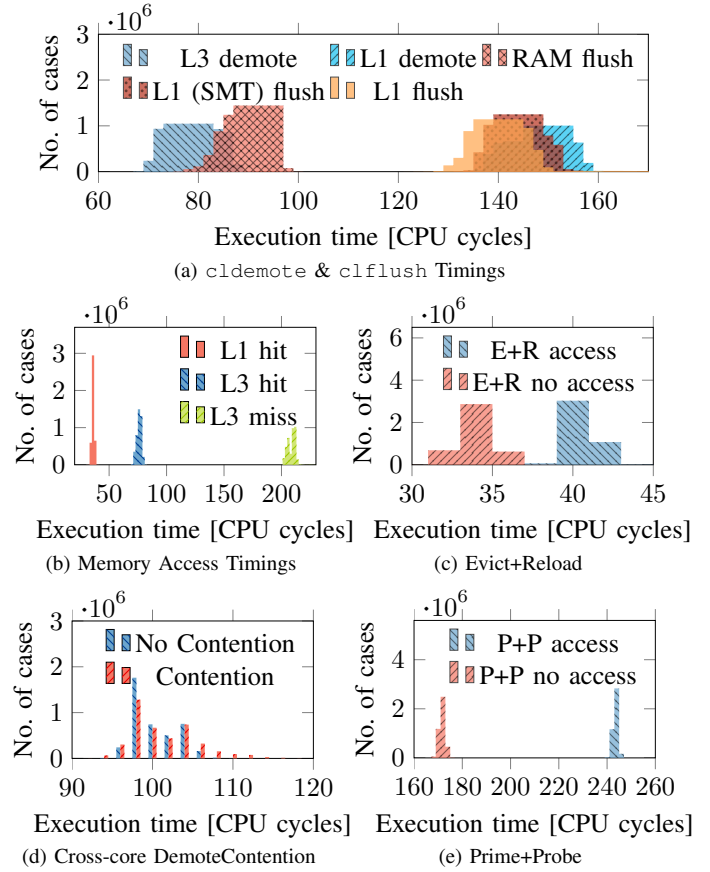 ·10^6
No. of cases
3
2
1
0
L3 demote L1 demote RAM flush
L1 (SMT) flush L1 flush
60 80 100 120 140 160
Execution time [CPU cycles]
(a) cldemote & clflush Timings
·10^6
No. of cases
3
2
1
0
L1 hit
L3 hit
L3 miss
50 100 150 200
Execution time [CPU cycles]
(b) Memory Access Timings
·10^6
No. of cases
6
4
2
0
E+R access
E+R no access
30 35 40 45
Execution time [CPU cycles]
(c) Evict+Reload
·10^6
No. of cases
3
2
1
0
No Contention
Contention
90 100 110 120
Execution time [CPU cycles]
(d) Cross-core DemoteContention
·10^6
No. of cases
4
2
0
P+P access
P+P no access
160 180 200 220 240 260
Execution time [CPU cycles]
(e) Prime+Probe